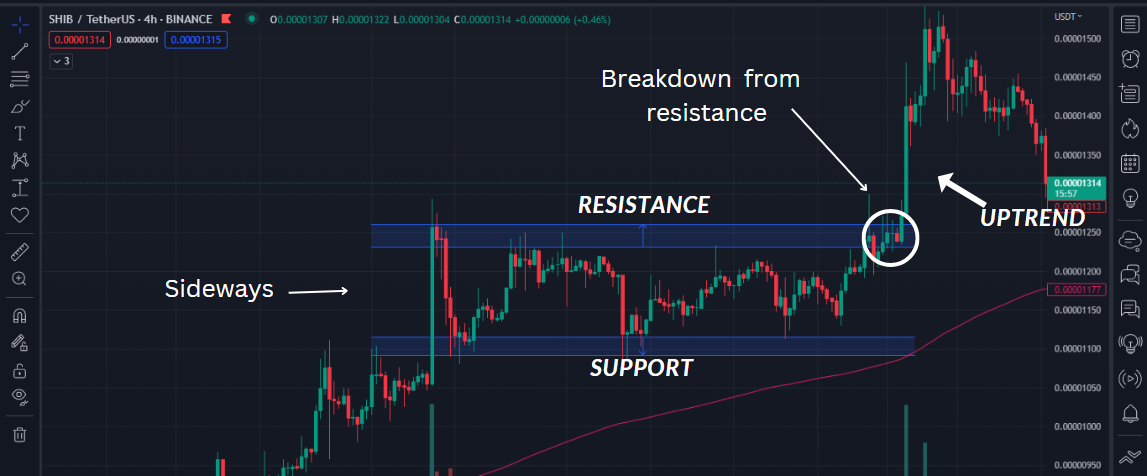 SHIB / TetherUS · 4h · BINANCE O0.00001307 H0.00001322 L0.00001304 C0.00001314 +0.00000006 (+0.46%)
0.00001314 0.00000001 0.00001315
3
USDT
0.00001500
0.00001450
0.00001400
0.00001350
0.00001314
15:57
0.00001313
0.00001250
0.00001200
0.00001177
0.00001150
0.00001100
0.00001050
0.00001000
0.00000950
Breakdown from
resistance
RESISTANCE
UPTREND
Sideways
SUPPORT